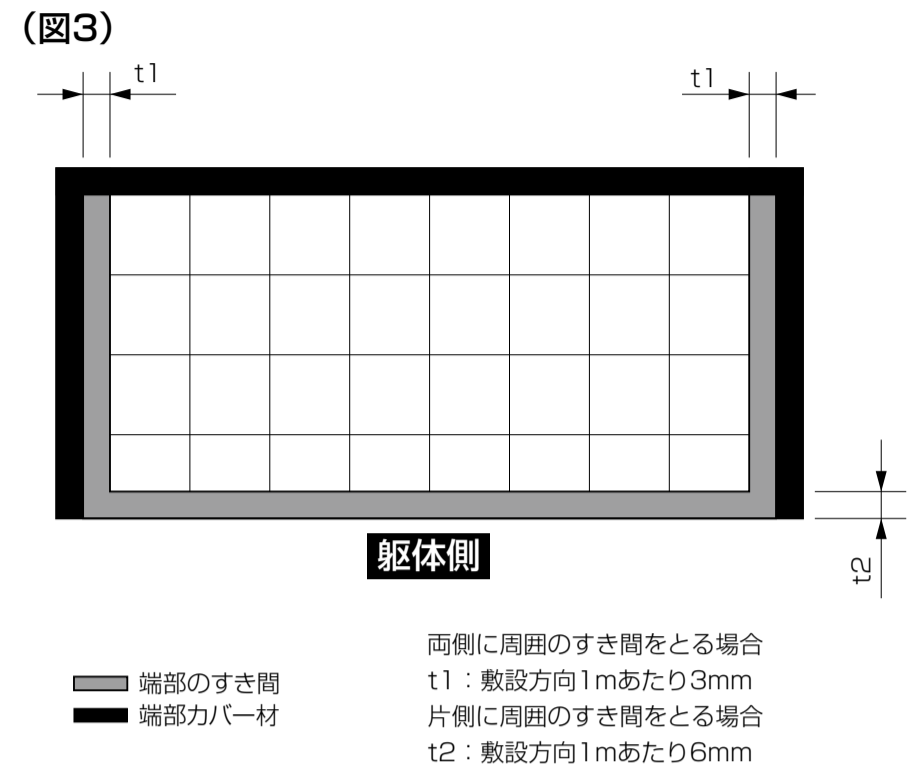 （図3）
t1
t1
t2
躯体側
端部のすき間
端部カバー材
両側に周囲のすき間をとる場合
t1：敷設方向1mあたり3mm
片側に周囲のすき間をとる場合
t2：敷設方向1mあたり6mm